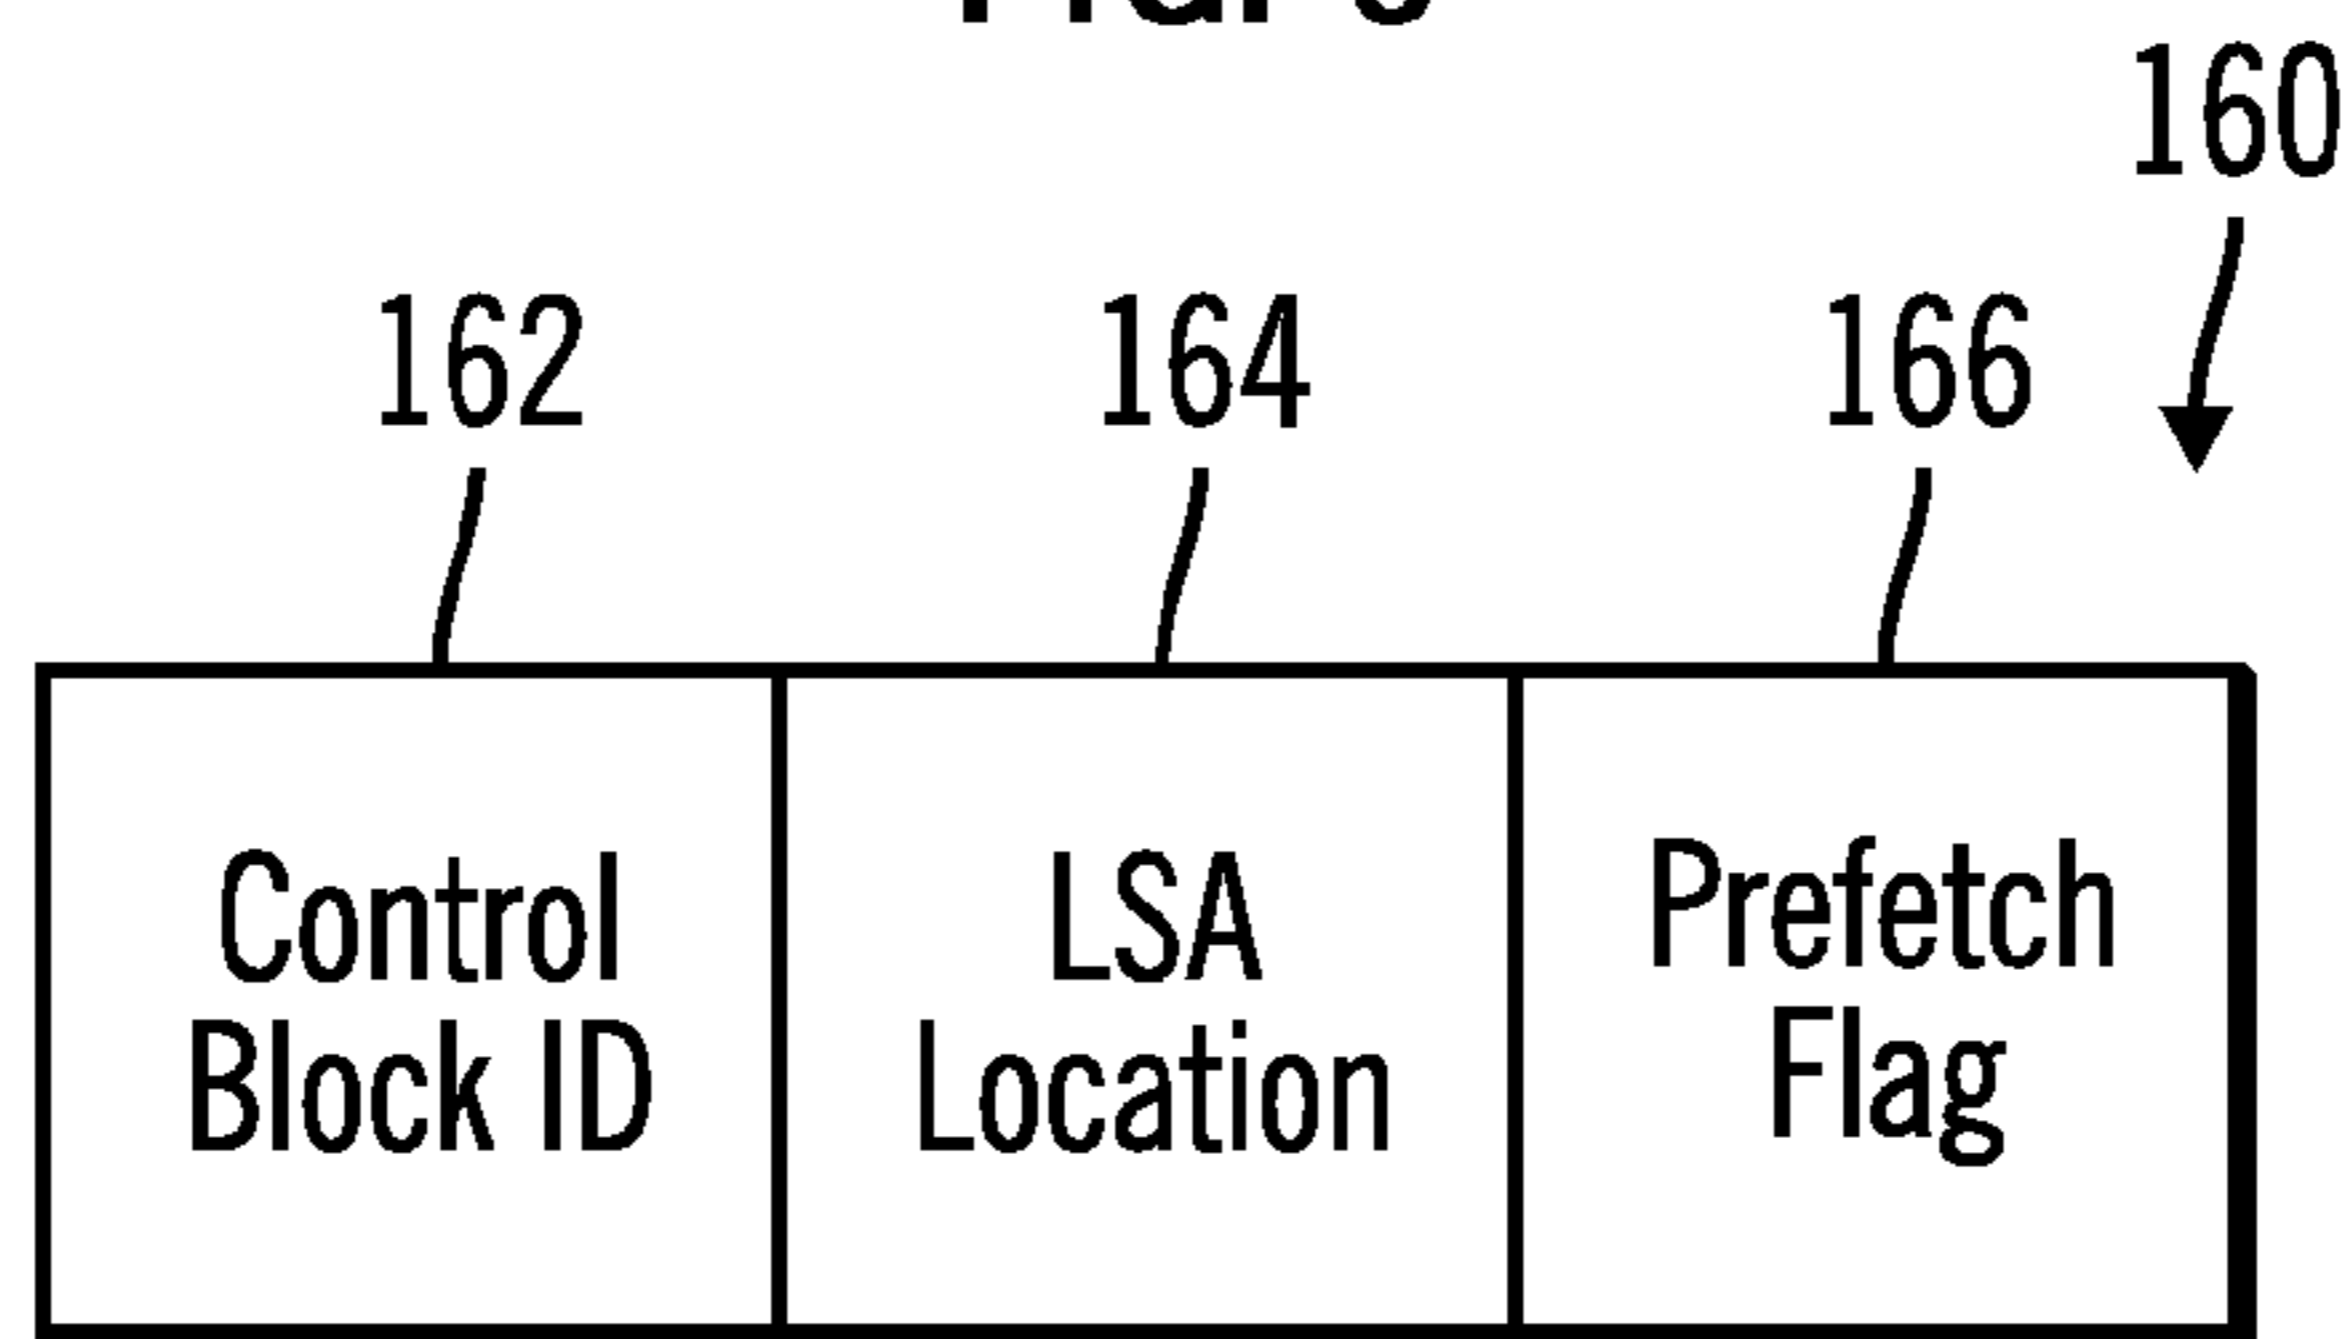 160
162 164 166
Control
Block ID
LSA
Location
Prefetch
Flag